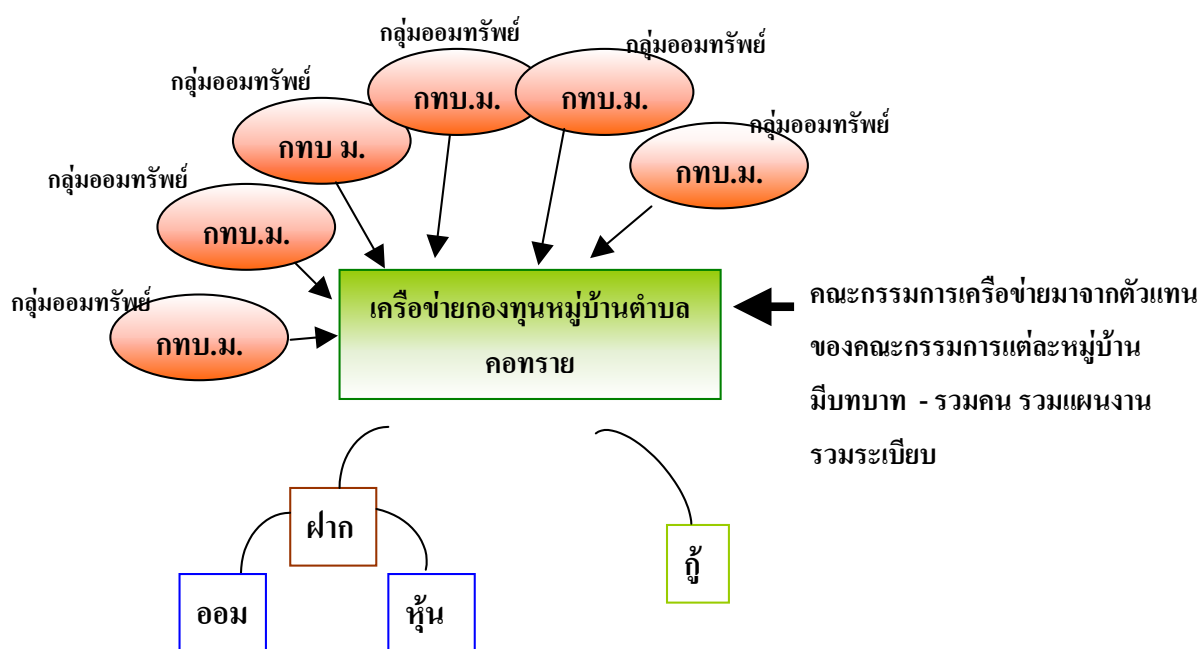 กลุ่มออมทรัพย์
กลุ่มออมทรัพย์
กลุ่มออมทรัพย์
กทบ.ม.
กทบ.ม.
กลุ่มออมทรัพย์
กทบ ม.
กทบ.ม.
กลุ่มออมทรัพย์
กทบ.ม.
กลุ่มออมทรัพย์
กทบ.ม.
เครือข่ายกองทุนหมู่บ้านตำบล
คอทราย
คณะกรรมการเครือข่ายมาจากตัวแทน
ของคณะกรรมการแต่ละหมู่บ้าน
มีบทบาท - รวมคน รวมแผนงาน
รวมระเบียบ
ฝาก
กู้
ออม
หุ้น